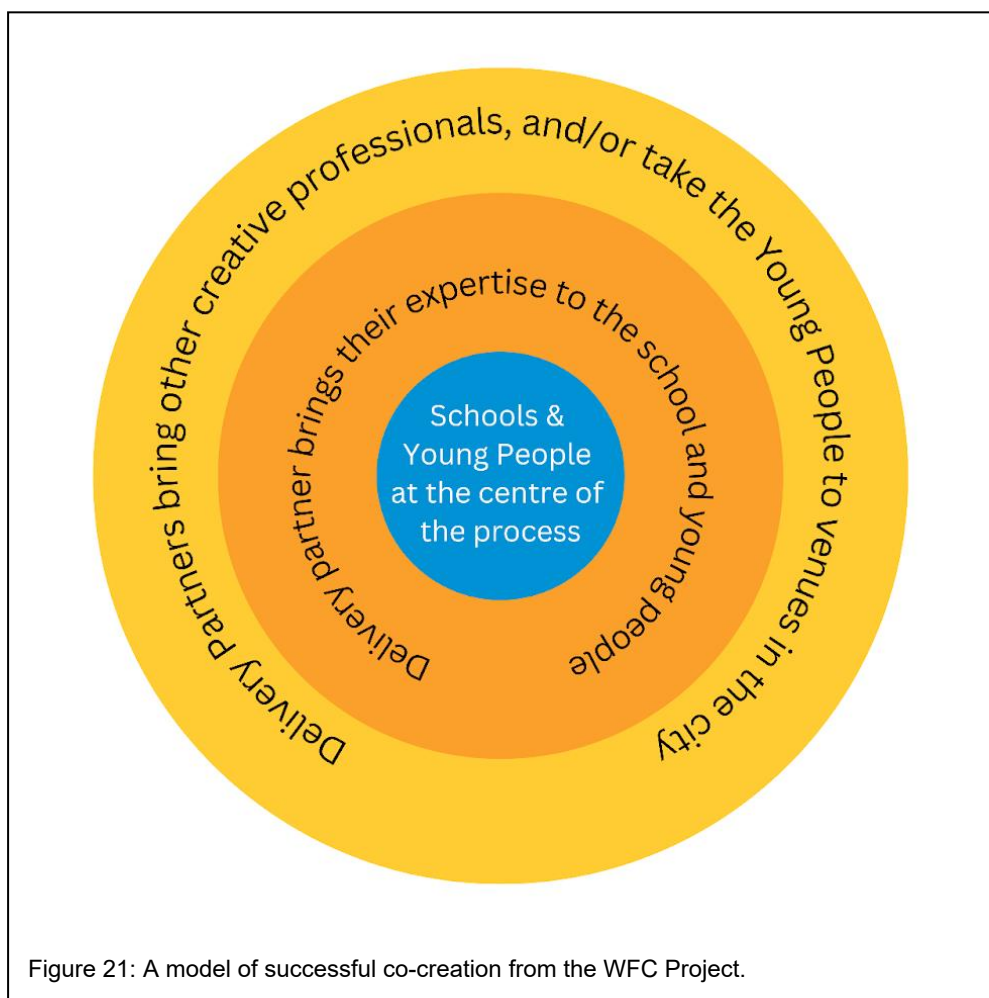 Delivery Partners bring other creative professionals, and/or take the Young People to venues in the city
Delivery partner brings their expertise to the school and young people
Schools &
Young People
at the centre of
the process
Figure 21: A model of successful co-creation from the WFC Project.